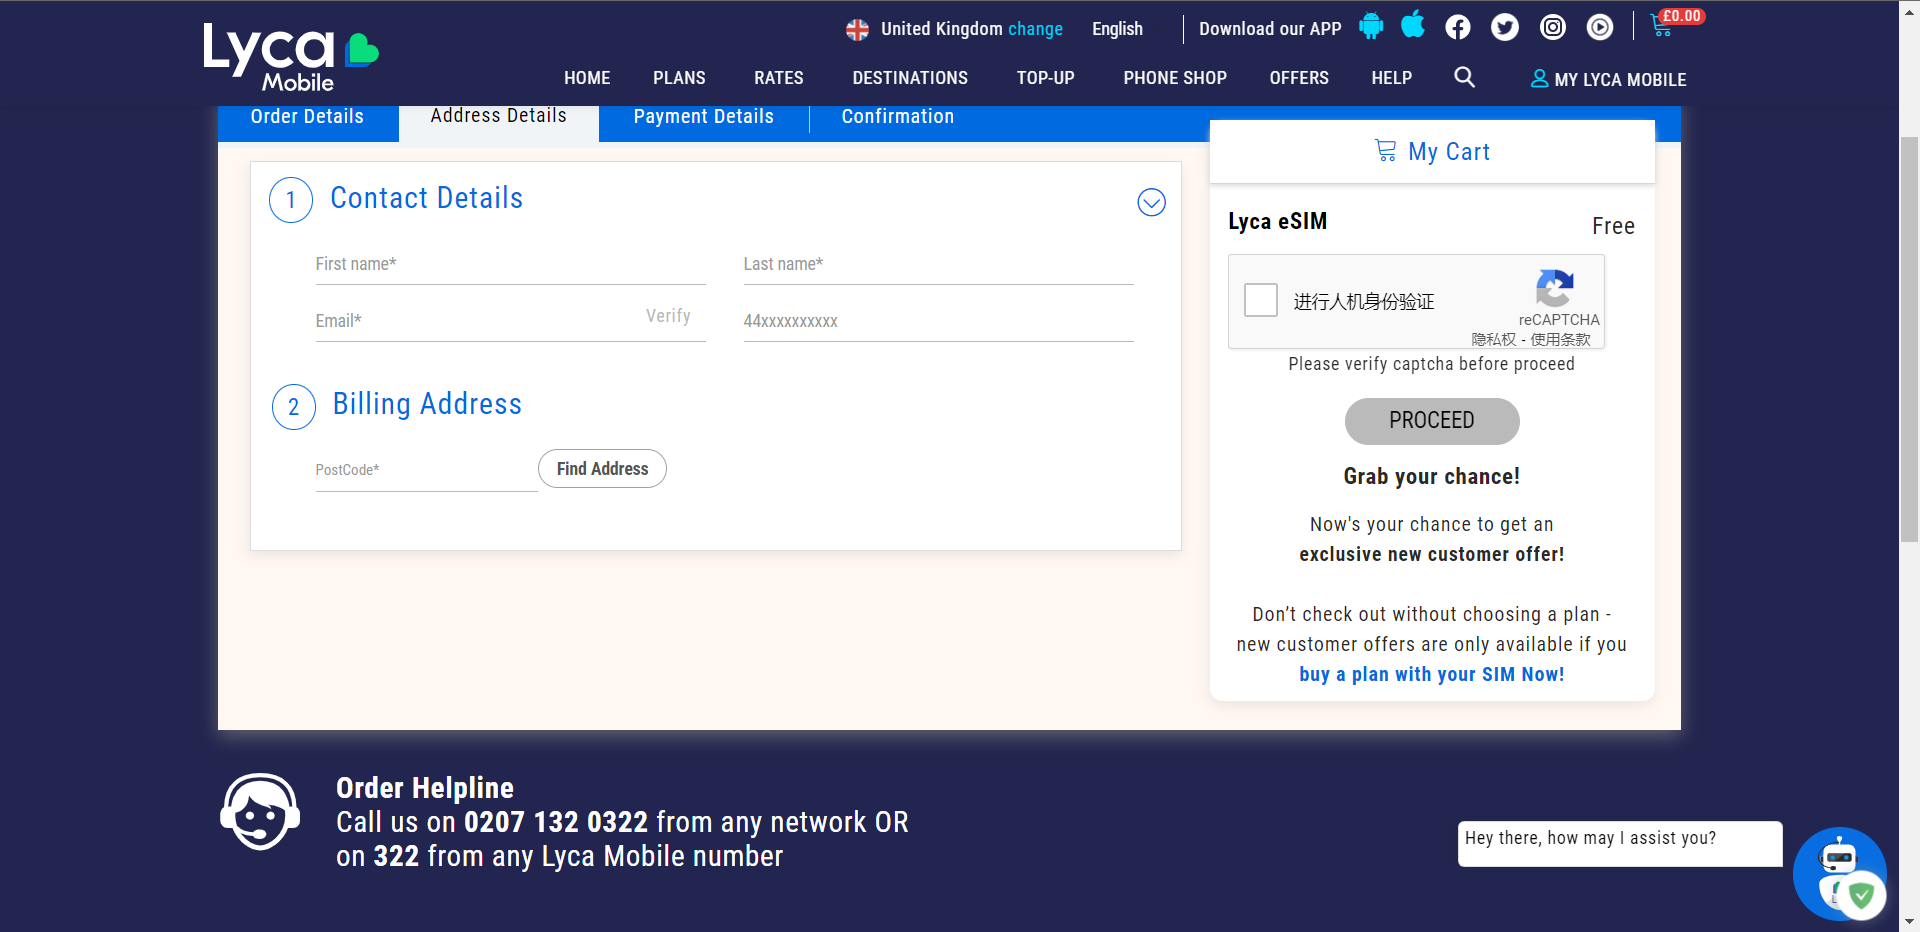 Lyca
Mobile
United Kingdom change
English
Download our APP
£0.00
HOME
PLANS
RATES
DESTINATIONS
TOP-UP
PHONE SHOP
OFFERS
HELP
MY LYCA MOBILE
Order Details
Address Details
Payment Details
Confirmation
1
Contact Details
First name*
Last name*
Email*
Verify
44xxxxxxxxxx
2
Billing Address
PostCode*
Find Address
My Cart
Lyca eSIM
Free
进行人机身份验证
reCAPTCHA
隐私权 - 使用条款
Please verify captcha before proceed
PROCEED
Grab your chance!
Now's your chance to get an
exclusive new customer offer!
Don’t check out without choosing a plan -
new customer offers are only available if you
buy a plan with your SIM Now!
Order Helpline
Call us on 0207 132 0322 from any network OR
on 322 from any Lyca Mobile number
Hey there, how may I assist you?